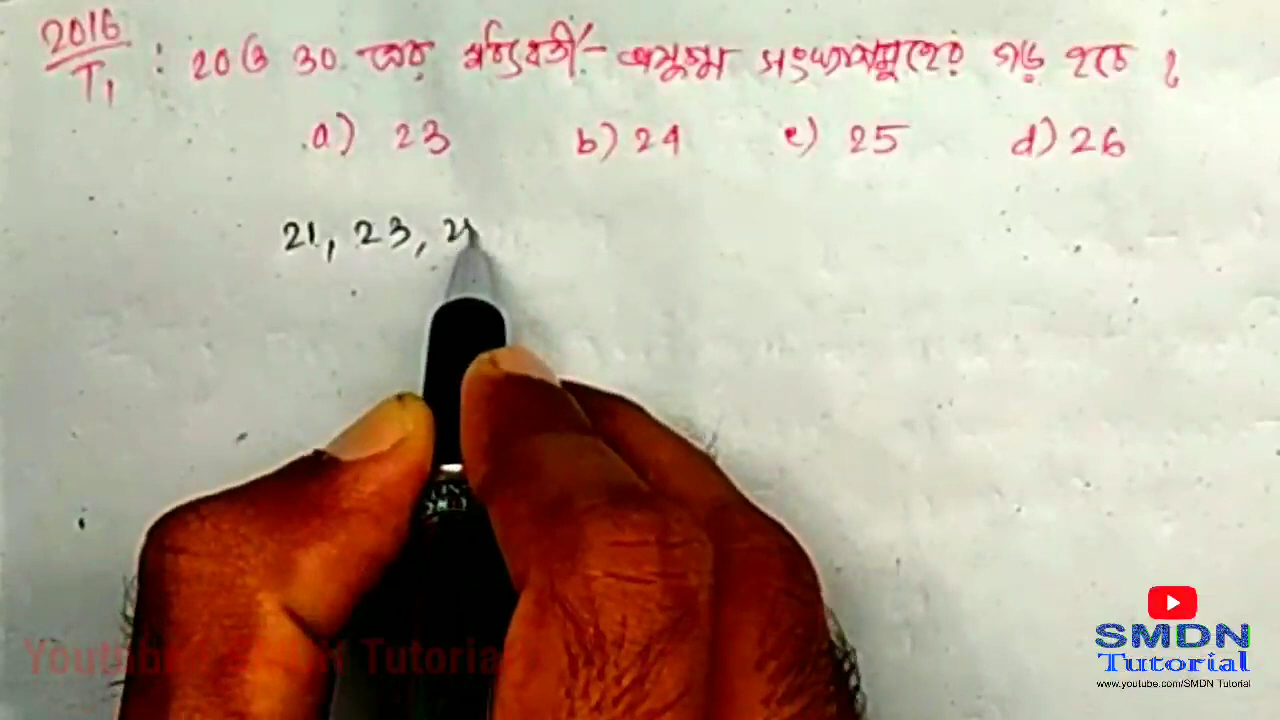 2016
T1 : 20 ও 30 এর মধ্যবর্তী :- অযুগ্ম সংখ্যাসমূহের গড় হবে ?
a) 23 b) 24 c) 25 d) 26
21, 23, 2
SMDN
Tutorial
www.youtube.com/SMDN Tutorial